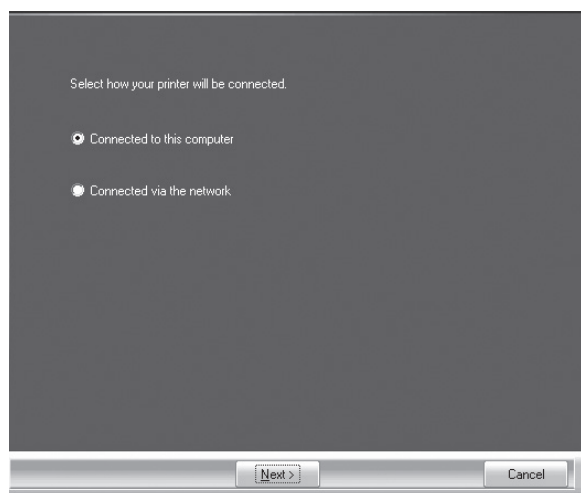 Select how your printer will be connected.
Connected to this computer
Connected via the network
Next >
Cancel